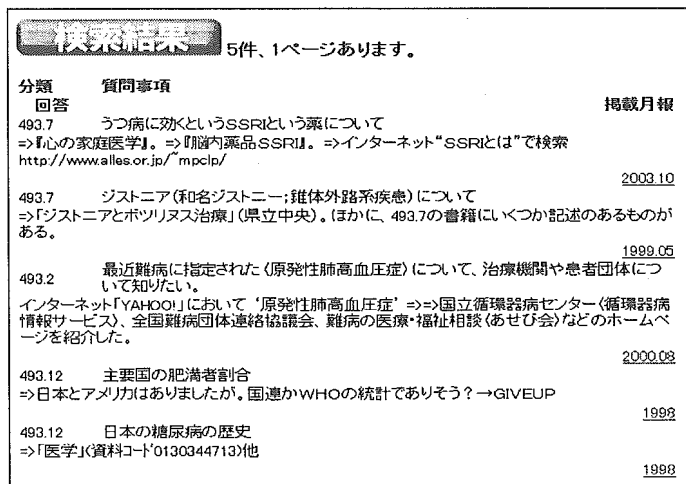 検索結果 5件、1ページあります。
分類 質問事項
回答 掲載月報
493.7 うつ病に効くというSSRIという薬について
=>『心の家庭医学』。=>『脳内薬品SSRI』。=>インターネット“SSRIとは”で検索
http://www.alles.or.jp/~mpclp/
2003.10
493.7 ジストニア(和名ジストニー;錐体外路系疾患)について
=>「ジストニアとボツリヌス治療」(県立中央)。ほかに、493.7の書籍にいくつか記述のあるものが
ある。
1999.05
493.2 最近難病に指定された〈原発性肺高血圧症〉について、治療機関や患者団体につ
いて知りたい。
インターネット「YAHOO!」において‘原発性肺高血圧症’=>=>国立循環器病センター〈循環器病
情報サービス〉、全国難病団体連絡協議会、難病の医療・福祉相談〈あせび会〉などのホームペ
ージを紹介した。
2000.08
493.12 主要国の肥満者割合
=>日本とアメリカはありましたが。国連かWHOの統計でありそう?→GIVEUP
1998
493.12 日本の糖尿病の歴史
=>「医学」(資料コード'0130344713)他
1998